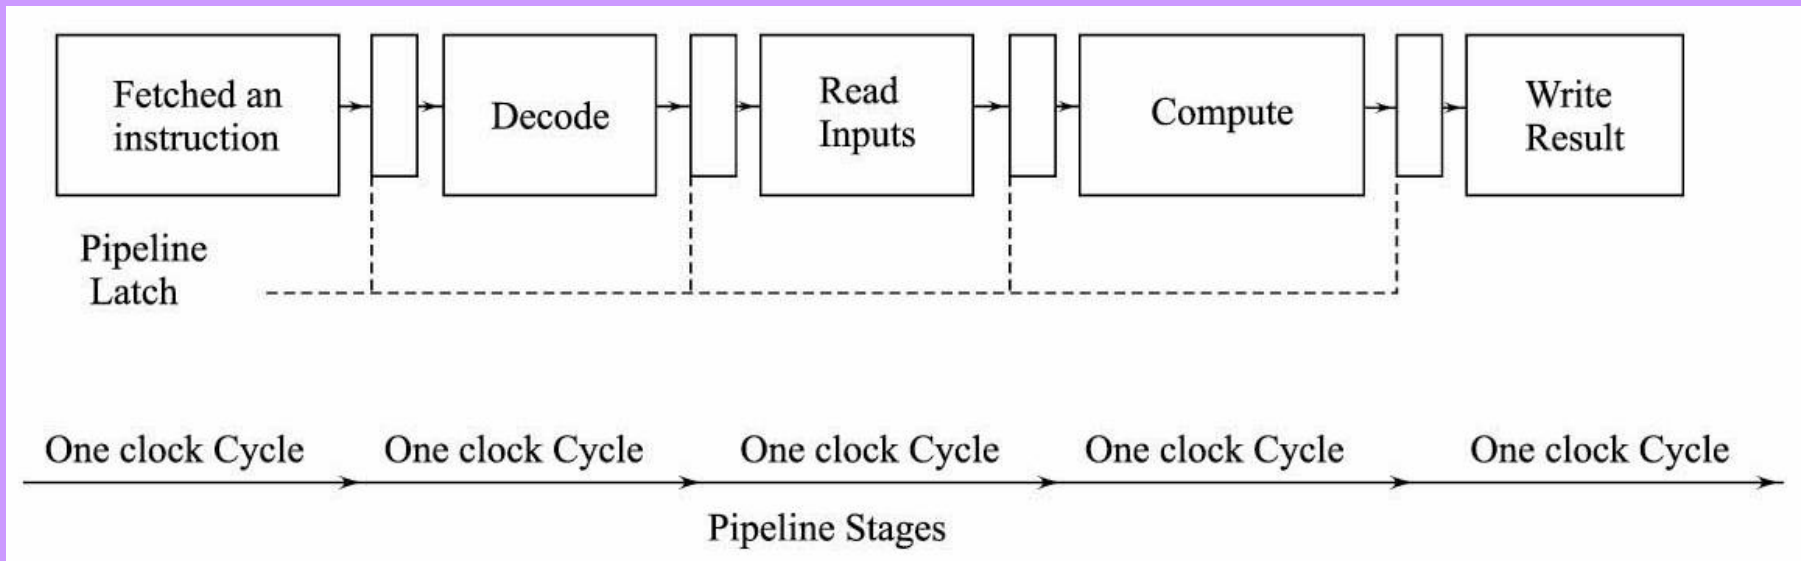 Fetched an
instruction
Decode
Read
Inputs
Compute
Write
Result
Pipeline
Latch
One clock Cycle
One clock Cycle
One clock Cycle
One clock Cycle
One clock Cycle
Pipeline Stages